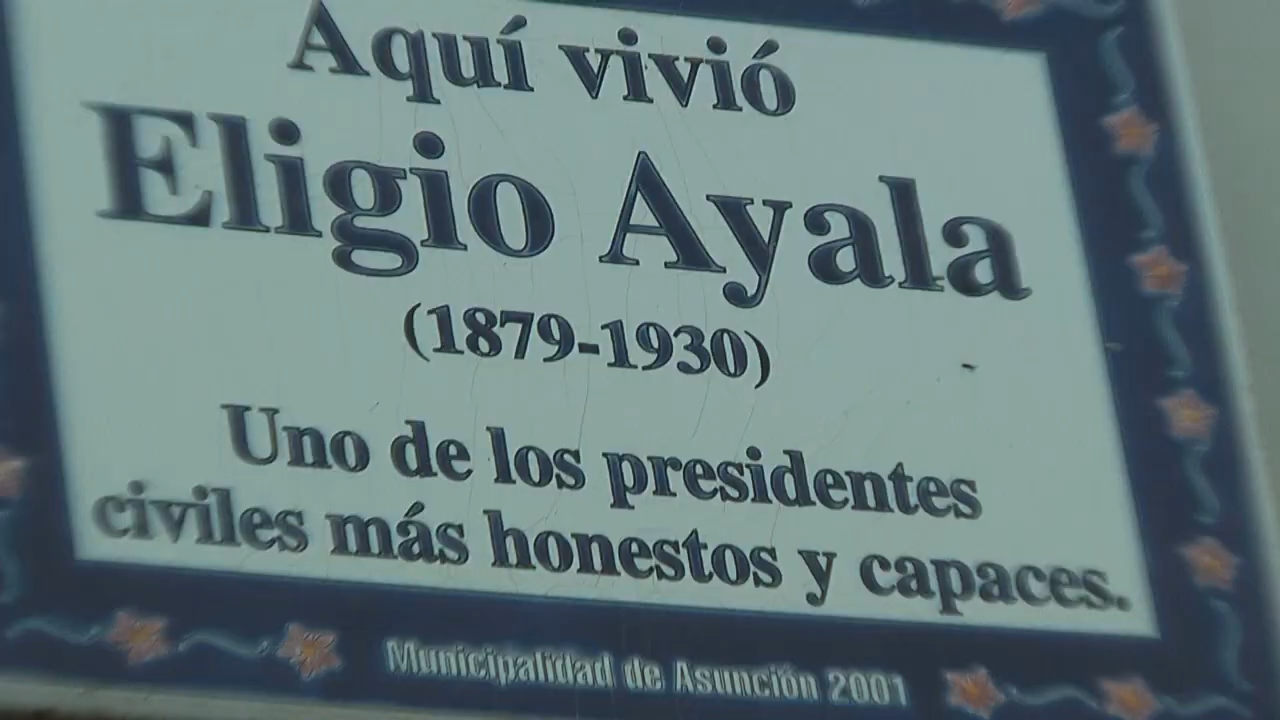 Aquí vivió
Eligio Ayala
(1879-1930)
Uno de los presidentes
civiles más honestos y capaces.
Municipalidad de Asunción 2001